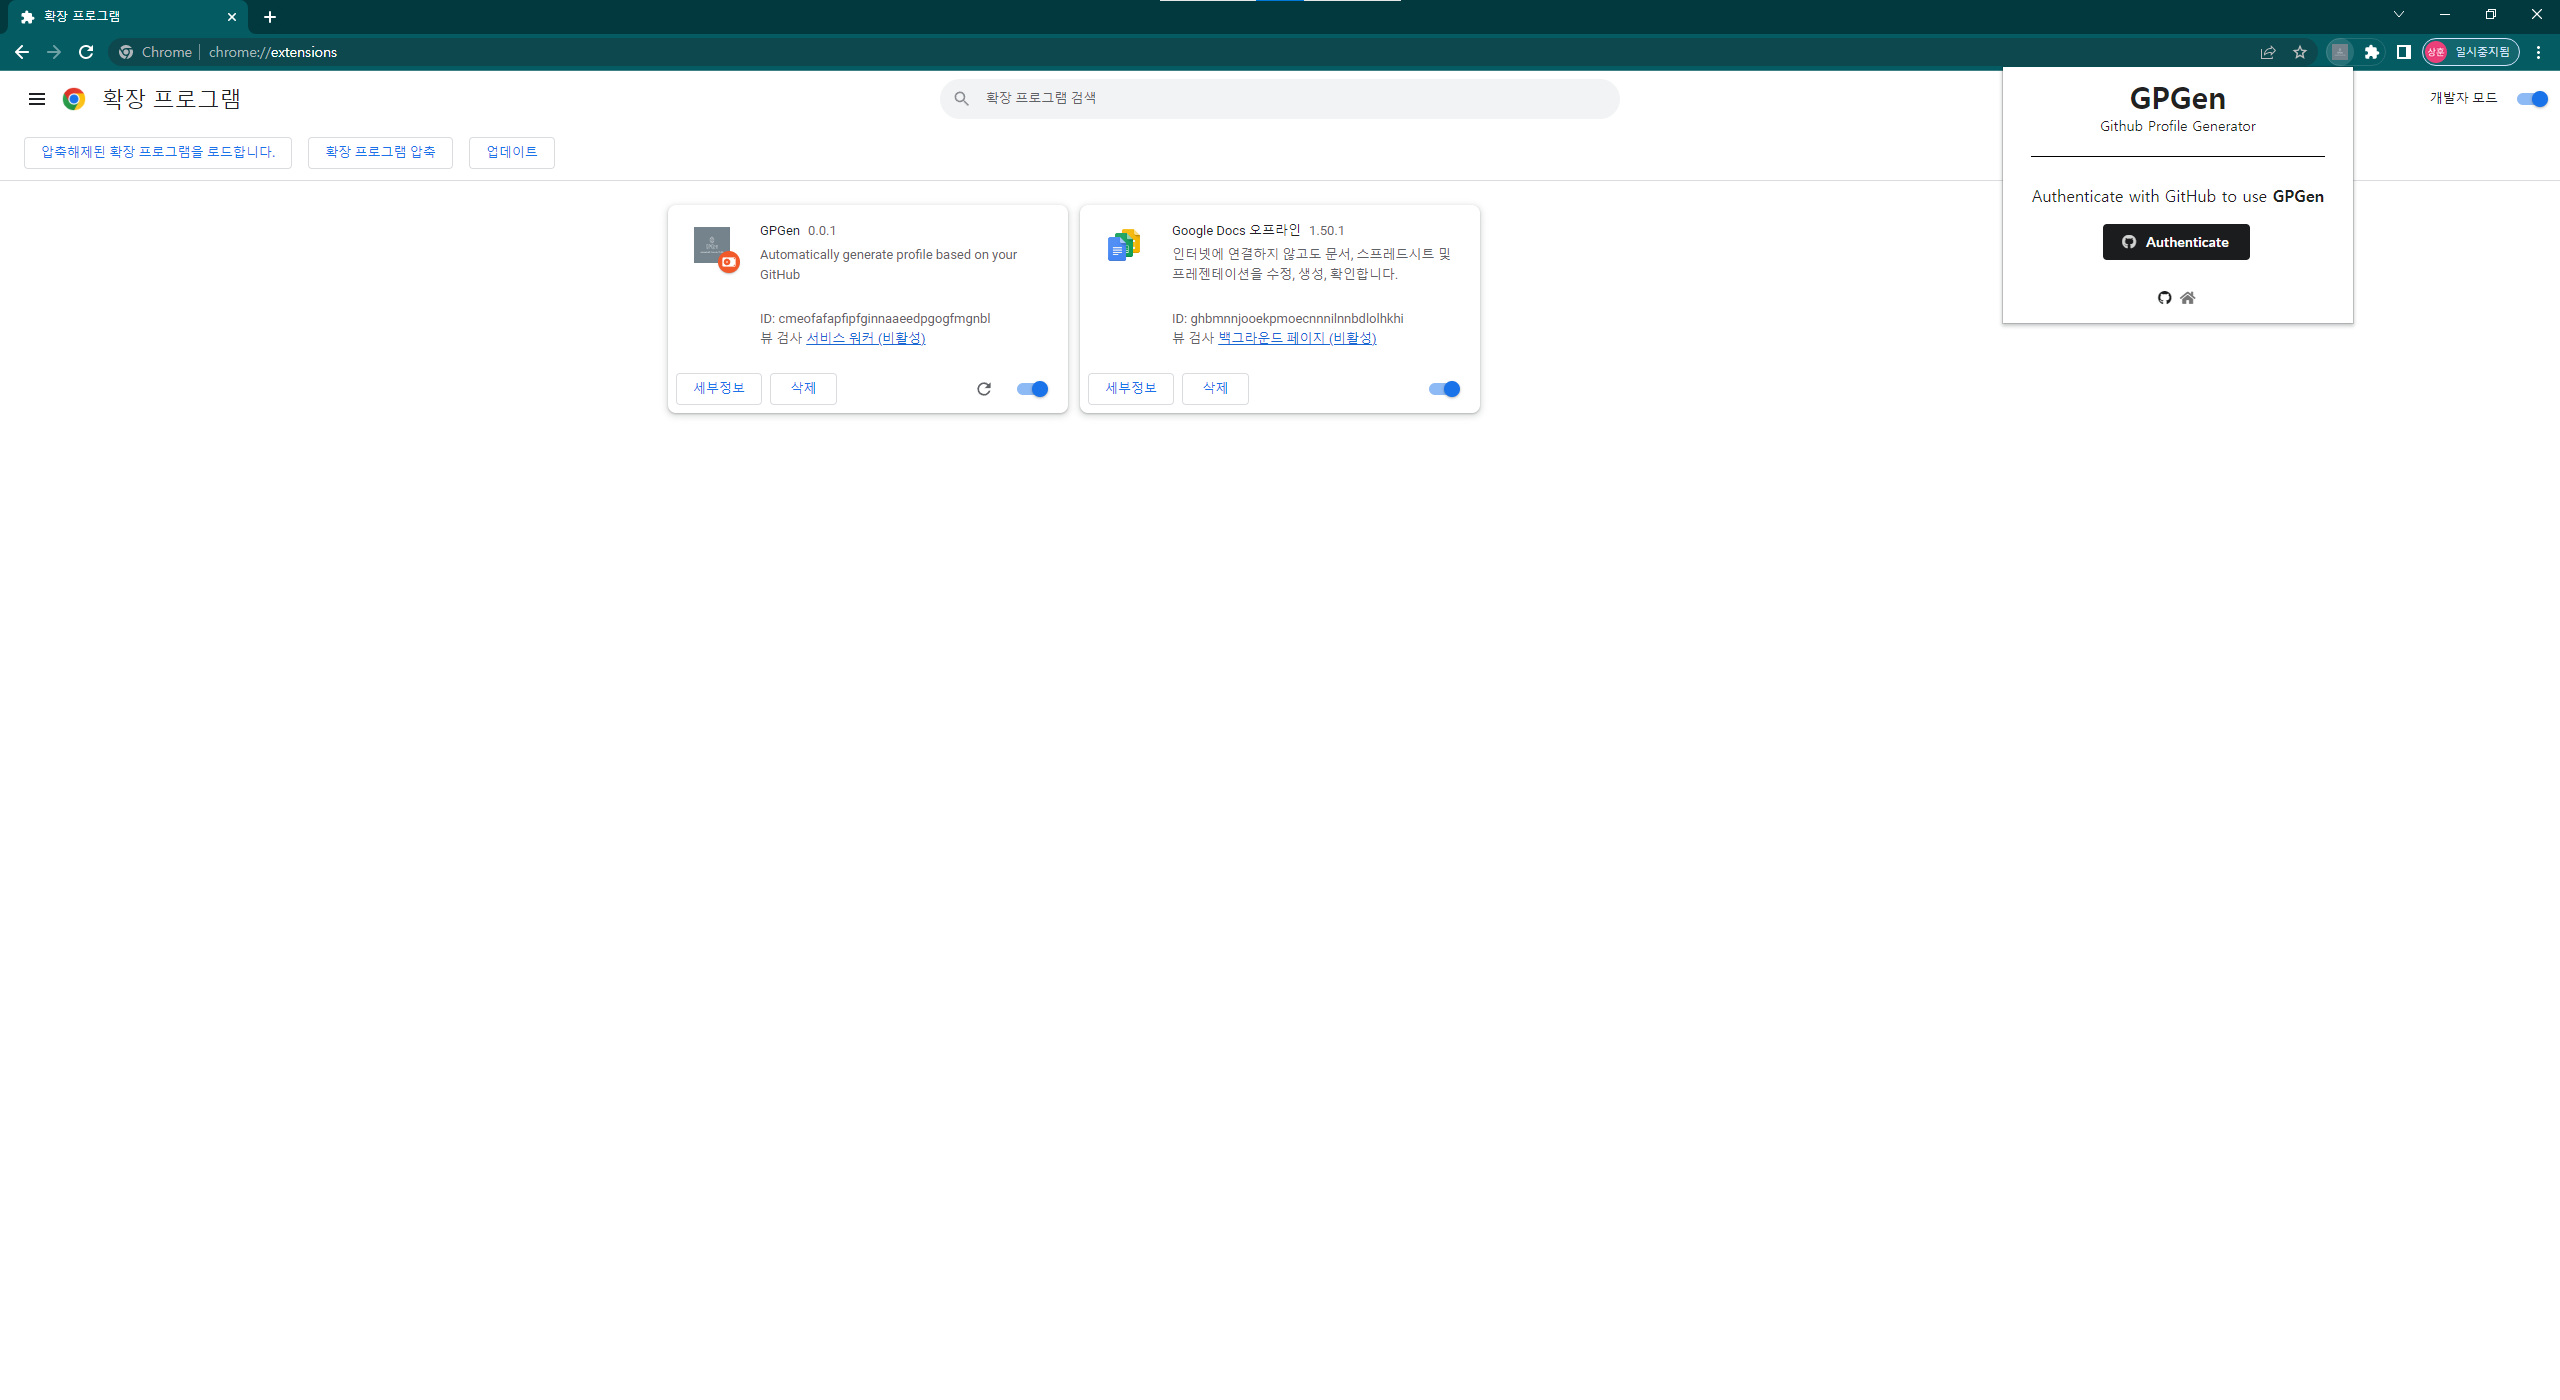 확장 프로그램
Chrome
chrome://extensions
상훈
일시중지됨
확장 프로그램
확장 프로그램 검색
개발자 모드
압축해제된 확장 프로그램을 로드합니다.
확장 프로그램 압축
업데이트
GPGen
Github Profile Generator
Authenticate with GitHub to use GPGen
Authenticate
GPGen 0.0.1
Automatically generate profile based on your
GitHub
ID: cmeofafapfipfginnaaeedpgogfmgnbl
뷰 검사 서비스 워커 (비활성)
세부정보
삭제
Google Docs 오프라인 1.50.1
인터넷에 연결하지 않고도 문서, 스프레드시트 및
프레젠테이션을 수정, 생성, 확인합니다.
ID: ghbmnnjooekpmoecnnnilnnbdlolhkhi
뷰 검사 백그라운드 페이지 (비활성)
세부정보
삭제